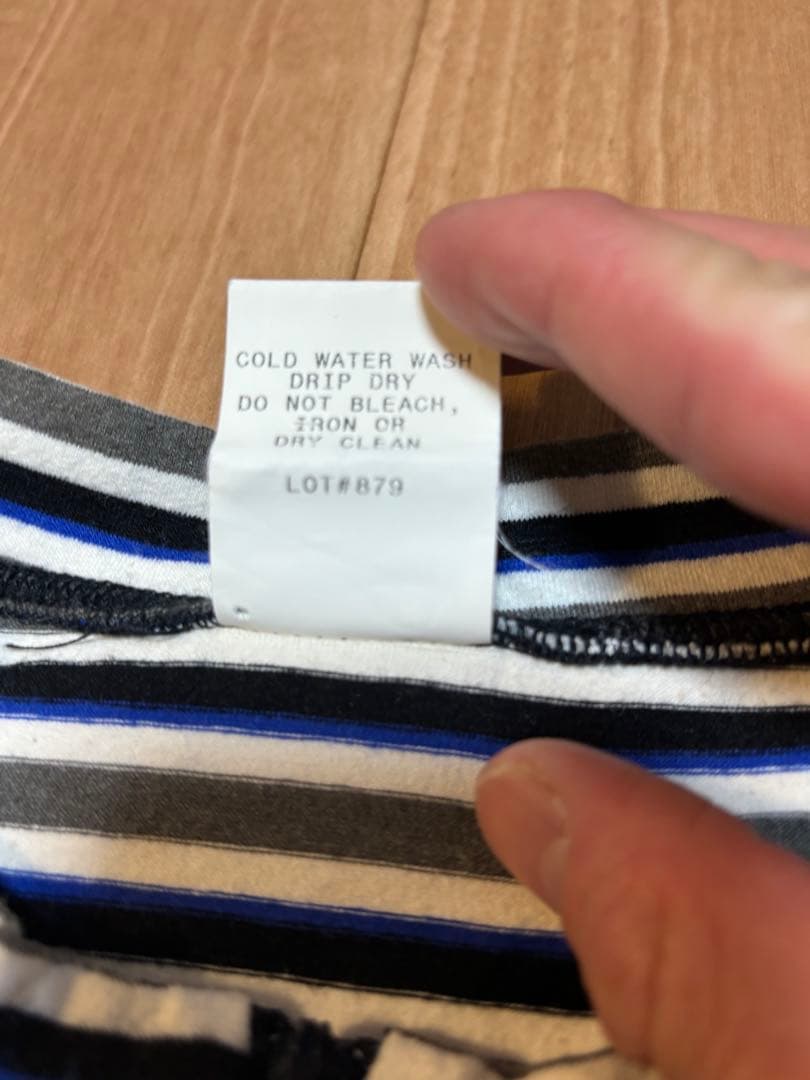 COLD WATER WASH
DRIP DRY
DO NOT BLEACH,
IRON OR
DRY CLEAN
LOT#879